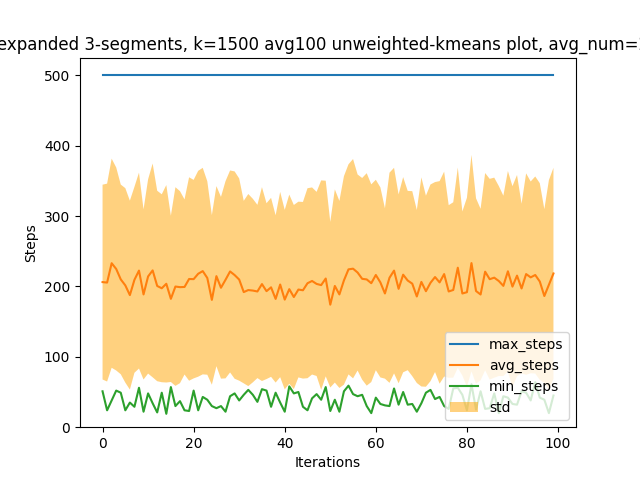 expanded 3-segments, k=1500 avg100 unweighted-kmeans plot, avg_num=
500
400
300
200
100
0
Steps
max_steps
avg_steps
min_steps
std
0 20 40 60 80 100
Iterations